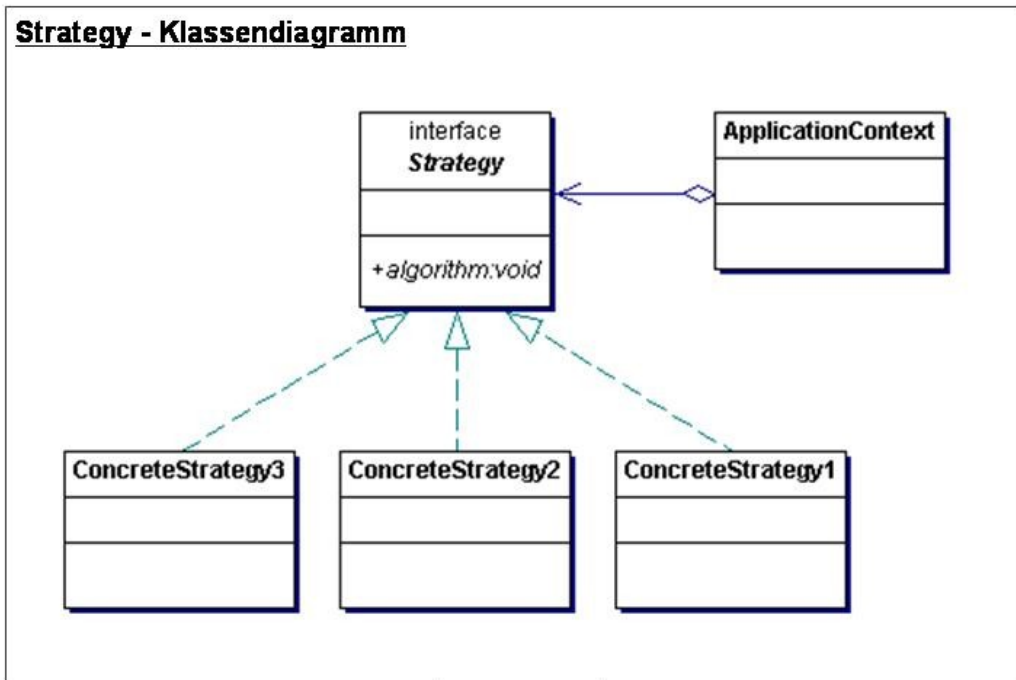 Strategy - Klassendiagramm
interface
Strategy
+algorithm:void
ApplicationContext
ConcreteStrategy3
ConcreteStrategy2
ConcreteStrategy1